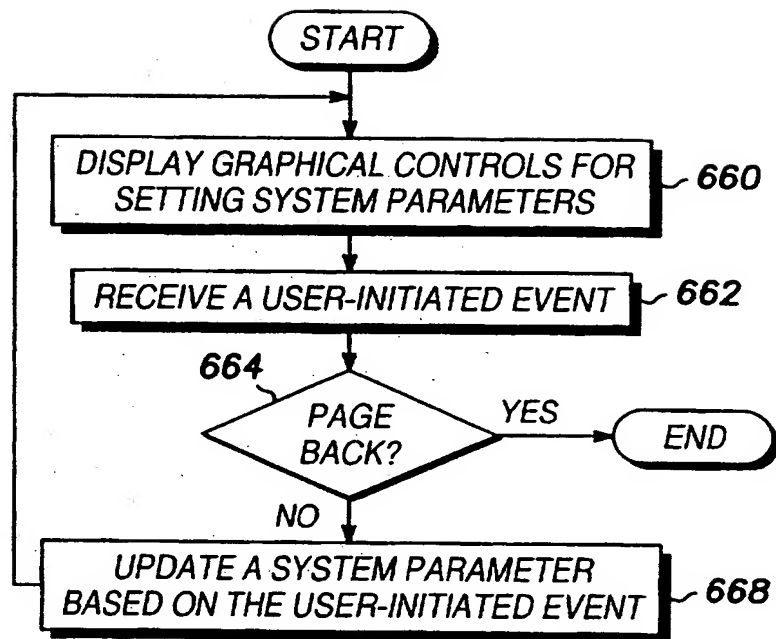 START
DISPLAY GRAPHICAL CONTROLS FOR
SETTING SYSTEM PARAMETERS
660
RECEIVE A USER-INITIATED EVENT
662
664
PAGE
BACK?
YES
END
NO
UPDATE A SYSTEM PARAMETER
BASED ON THE USER-INITIATED EVENT
668